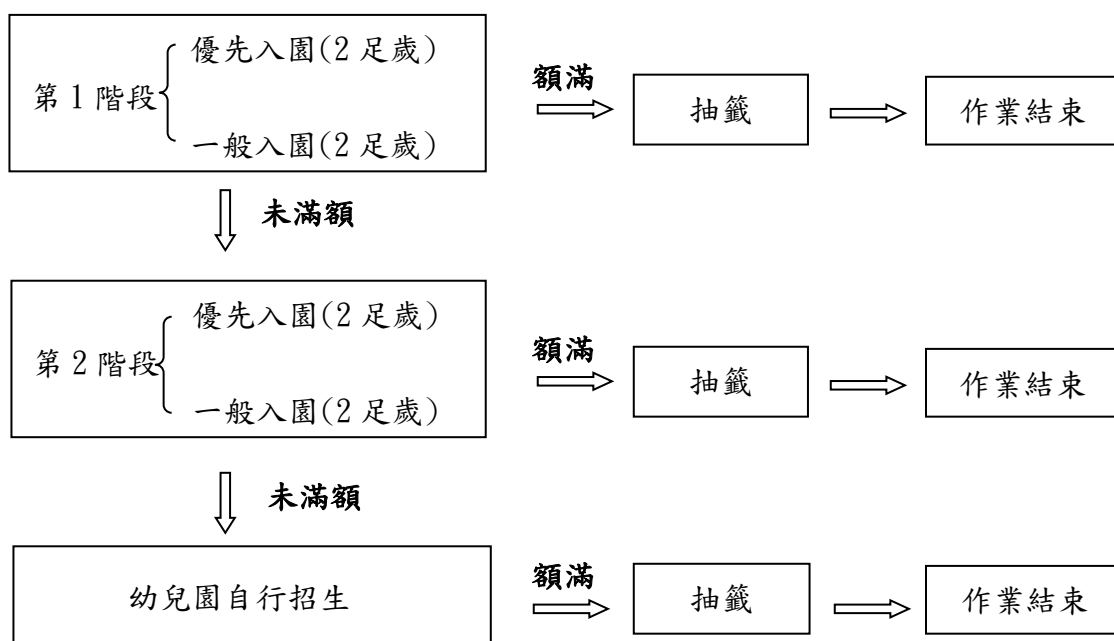 優先入園(2 足歲)
第 1 階段
一般入園(2 足歲)
額滿
抽籤
作業結束
未滿額
優先入園(2 足歲)
第 2 階段
一般入園(2 足歲)
額滿
抽籤
作業結束
未滿額
幼兒園自行招生
額滿
抽籤
作業結束